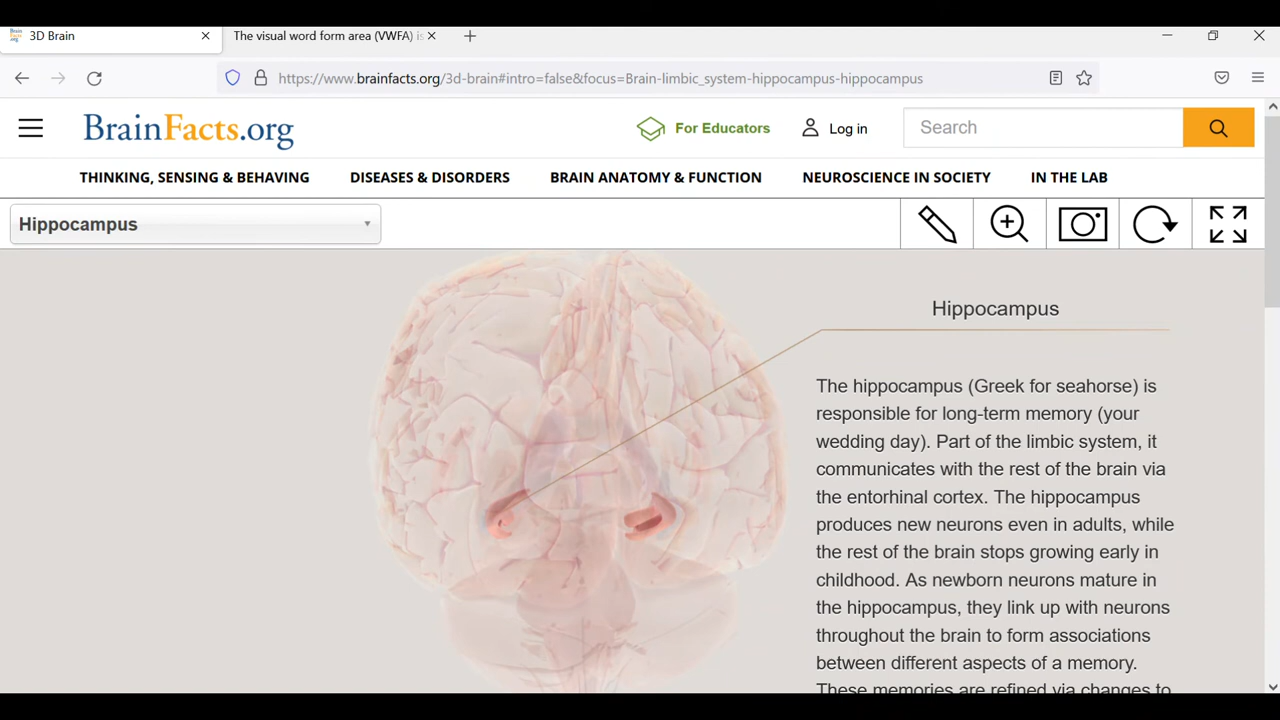 Brain Facts .org
3D Brain
The visual word form area (VWFA) is
https://www.brainfacts.org/3d-brain#intro=false&focus=Brain-limbic_system-hippocampus-hippocampus
BrainFacts.org
For Educators
Log in
Search
THINKING, SENSING & BEHAVING
DISEASES & DISORDERS
BRAIN ANATOMY & FUNCTION
NEUROSCIENCE IN SOCIETY
IN THE LAB
Hippocampus
Hippocampus
The hippocampus (Greek for seahorse) is
responsible for long-term memory (your
wedding day). Part of the limbic system, it
communicates with the rest of the brain via
the entorhinal cortex. The hippocampus
produces new neurons even in adults, while
the rest of the brain stops growing early in
childhood. As newborn neurons mature in
the hippocampus, they link up with neurons
throughout the brain to form associations
between different aspects of a memory.
These memories are refined via changes to